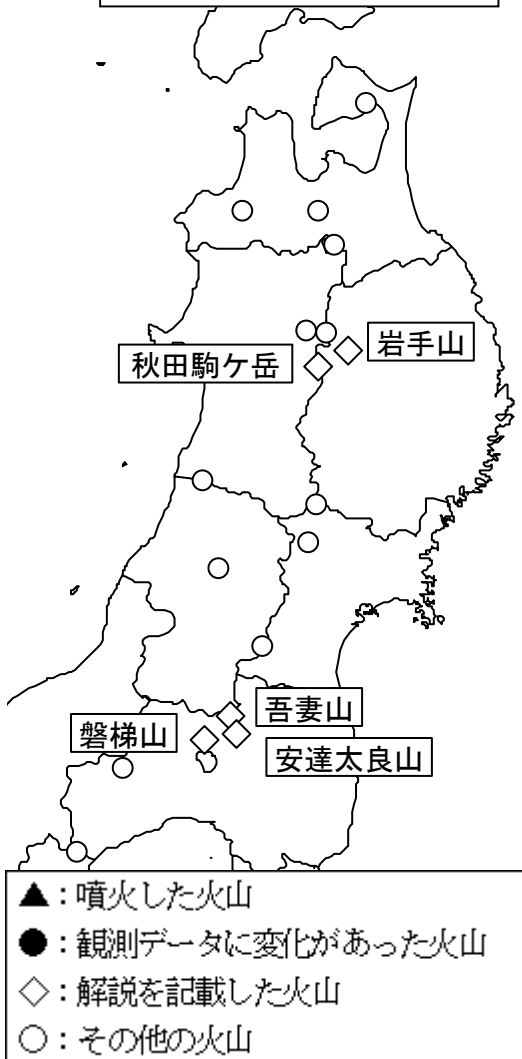 岩手山
秋田駒ケ岳
吾妻山
磐梯山
安達太良山
▲：噴火した火山
●：観測データに変化があった火山
◇：解説を記載した火山
○：その他の火山